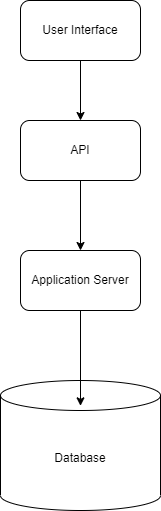 User Interface
API
Application Server
Database